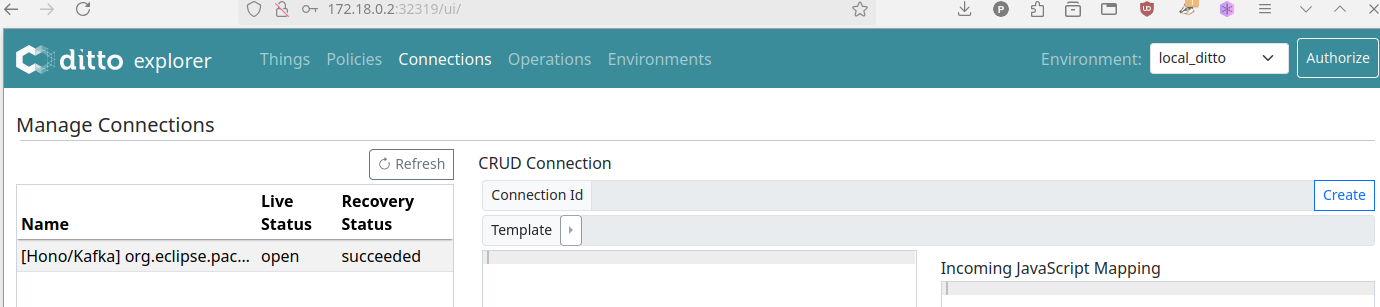 172.18.0.2:32319/ui/
ditto explorer Things Policies Connections Operations Environments Environment: local_ditto Authorize
Manage Connections
Refresh
CRUD Connection
Connection Id Create
Template
Name Live Status Recovery Status
[Hono/Kafka] org.eclipse.pac... open succeeded
Incoming JavaScript Mapping